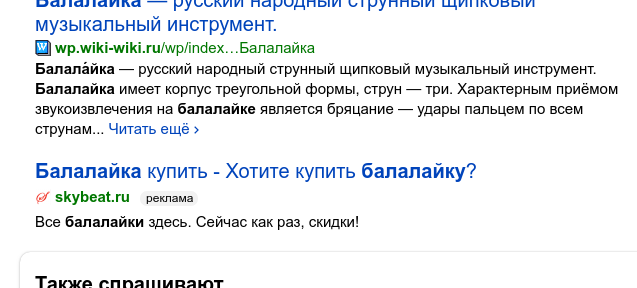 Балалайка — русский народный струнный щипковый
музыкальный инструмент.
wp.wiki-wiki.ru/wp/index…Балалайка
Балала́йка — русский народный струнный щипковый музыкальный инструмент.
Балалайка имеет корпус треугольной формы, струн — три. Характерным приёмом
звукоизвлечения на балалайке является бряцание — удары пальцем по всем
струнам... Читать ещё ›
Балалайка купить - Хотите купить балалайку?
skybeat.ru реклама
Все балалайки здесь. Сейчас как раз, скидки!
Также спрашивают